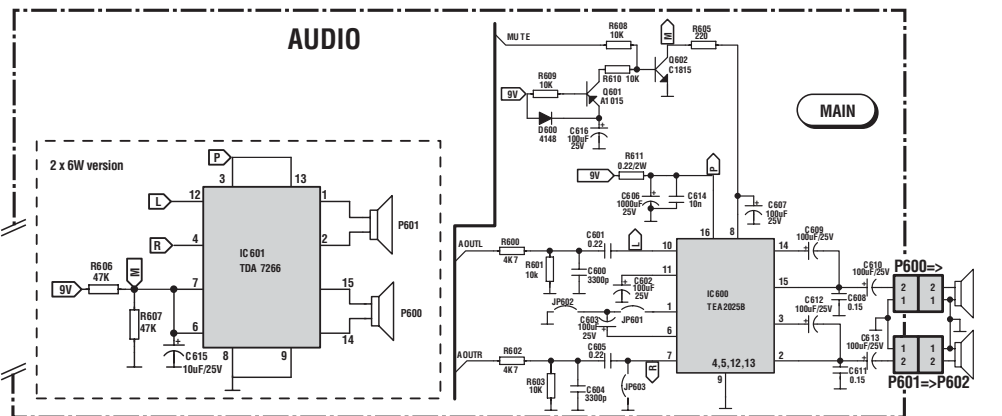 AUDIO
MAIN
2 x 6W version
P
3
13
12
L
1
4
R
2
P601
IC601
TDA 7266
R606
47K
M
9V
7
15
R607
47K
6
14
P600
C615
10uF/25V
8
9
MUTE
R608
10K
M
R605
220
R610 10K
Q602
C1815
R609
10K
9V
Q601
A1015
D600
4148
C616
100uF
25V
+
R611
0.22/2W
P
9V
C606
1000uF
25V
C614
10n
C607
100uF
25V
16
8
C609
100uF/25V
AOUTL
R600
4K7
C601
0.22
L
10
14
R601
10k
C600
3300p
C602
100uF
25V
11
15
C610
100uF/25V
P600=>
2
2
1
1
IC600
TEA2025B
C608
0.15
C612
100uF/25V
JP602
JP601
1
3
C603
100uF
25V
6
C613
100uF/25V
1
1
2
2
AOUTR
R602
4K7
C605
0.22
R
7
2
4,5,12,13
C611
0.15
P601=>P602
R603
10K
C604
3300p
JP603
9